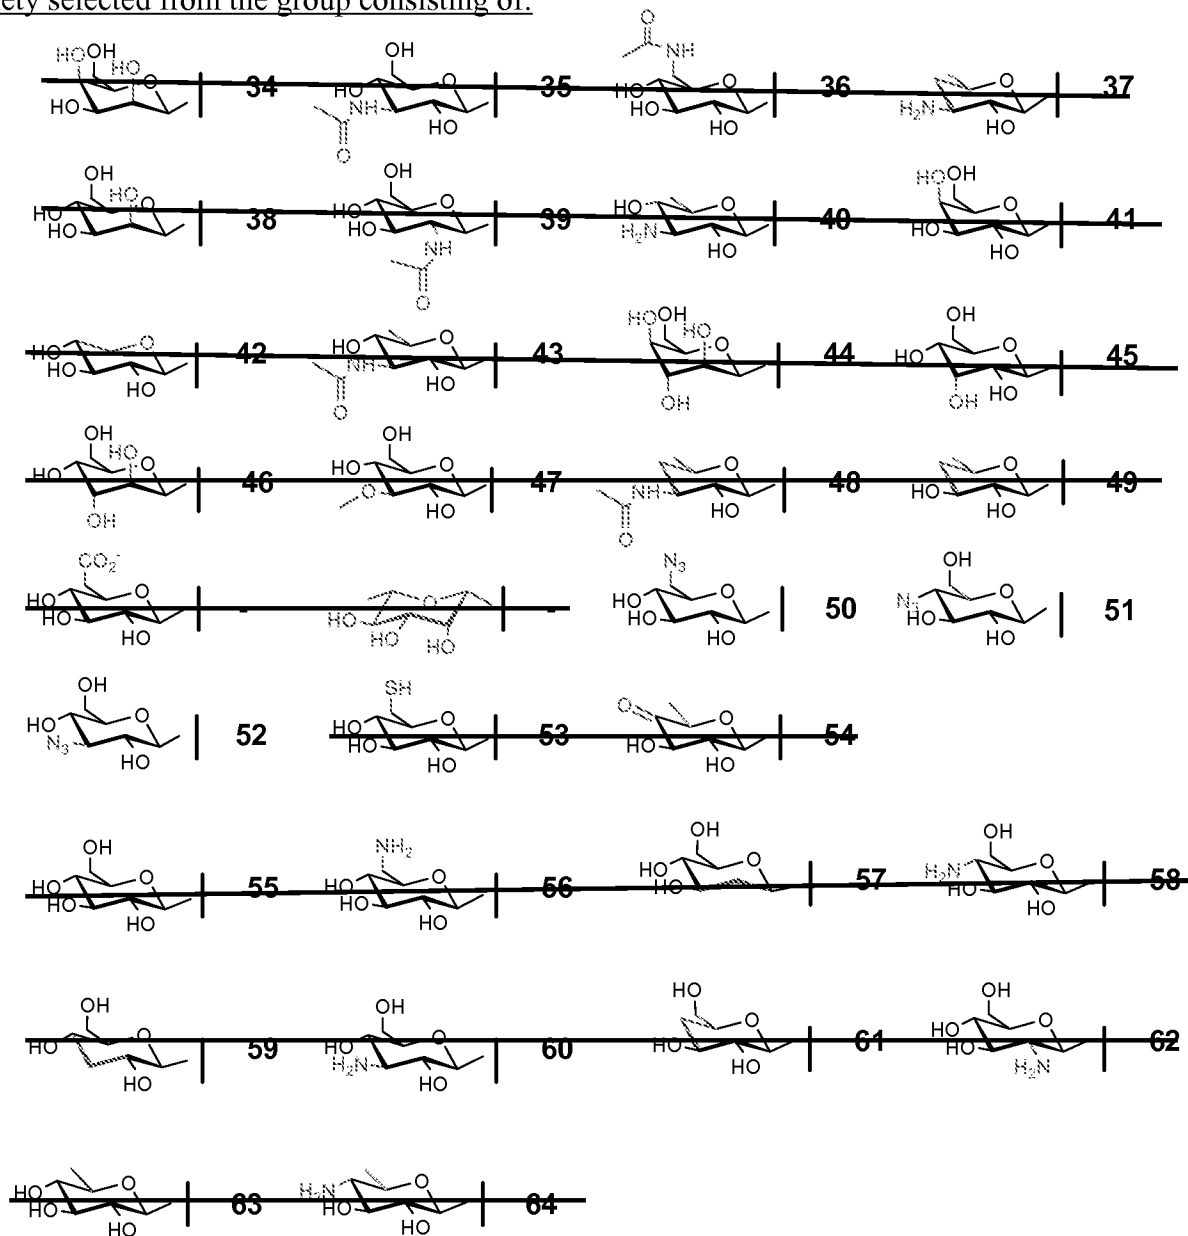 ety selected from the group consisting of:
HO OH HO O HO 34 OH HO O NH HO O 35 O NH HO O HO HO 36 O H2N HO 37
OH HO O HO HO 38 OH HO O HO NH O 39 HO O H2N HO 40 HO OH O HO HO 41
HO O HO HO 42 HO O NH HO O 43 HO OH HO O OH 44 OH HO O HO OH 45
OH HO HO O OH 46 OH HO O O HO 47 O NH HO O 48 O HO HO 49
CO2- HO O HO HO - O HO HO HO - N3 HO O HO HO 50 OH N3 O HO HO 51
OH HO O N3 HO 52 SH HO O HO HO 53 O O HO HO 54
OH HO O HO HO 55 NH2 HO O HO HO 56 OH HO O HO 57 OH H2N O HO HO 58
OH HO O HO 59 OH HO O H2N HO 60 HO O HO HO 61 OH HO O HO H2N 62
HO O HO HO 63 H2N O HO HO 64